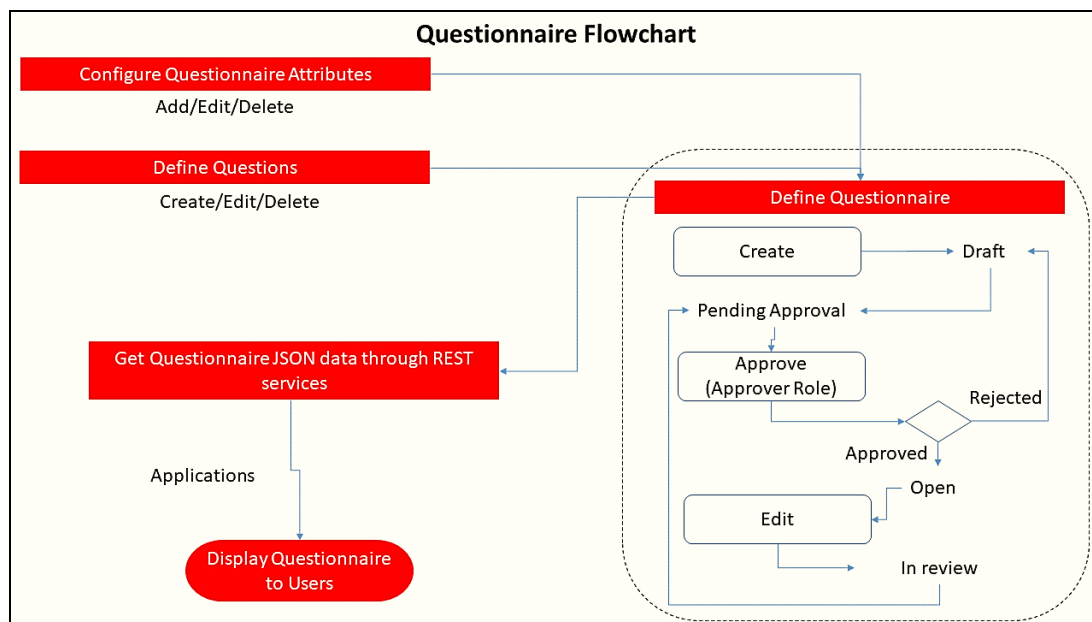 Questionnaire Flowchart
Configure Questionnaire Attributes
Add/Edit/Delete
Define Questions
Create/Edit/Delete
Define Questionnaire
Create
Draft
Pending Approval
Approve
(Approver Role)
Rejected
Approved
Open
Edit
In review
Get Questionnaire JSON data through REST
services
Applications
Display Questionnaire
to Users